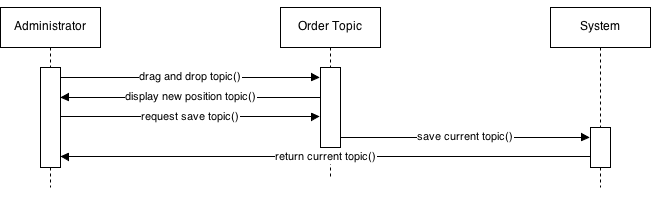 Administrator
Order Topic
System
drag and drop topic()
display new position topic()
request save topic()
save current topic()
return current topic()